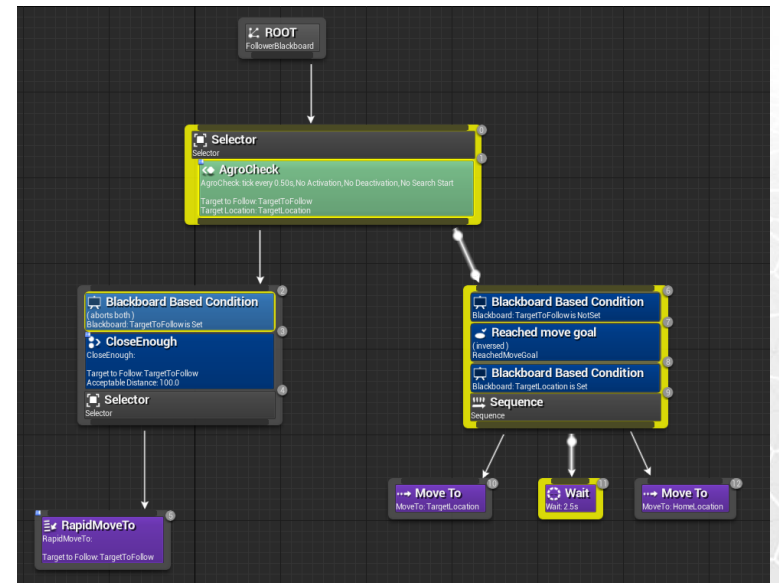 ROOT
FollowerBlackboard
0
Selector
Selector
1
AgroCheck
AgroCheck: tick every 0.50s, No Activation, No Deactivation, No Search Start
Target to Follow: TargetToFollow
Target Location: TargetLocation
2
Blackboard Based Condition
( aborts both )
Blackboard: TargetToFollow is Set
3
CloseEnough
CloseEnough:
Target to Follow: TargetToFollow
Acceptable Distance: 100.0
4
Selector
Selector
5
RapidMoveTo
RapidMoveTo:
Target to Follow: TargetToFollow
6
Blackboard Based Condition
Blackboard: TargetToFollow is NotSet
7
Reached move goal
( inversed )
ReachedMoveGoal
8
Blackboard Based Condition
Blackboard: TargetLocation is Set
9
Sequence
Sequence
10
Move To
MoveTo: TargetLocation
11
Wait
Wait: 2.5s
12
Move To
MoveTo: HomeLocation